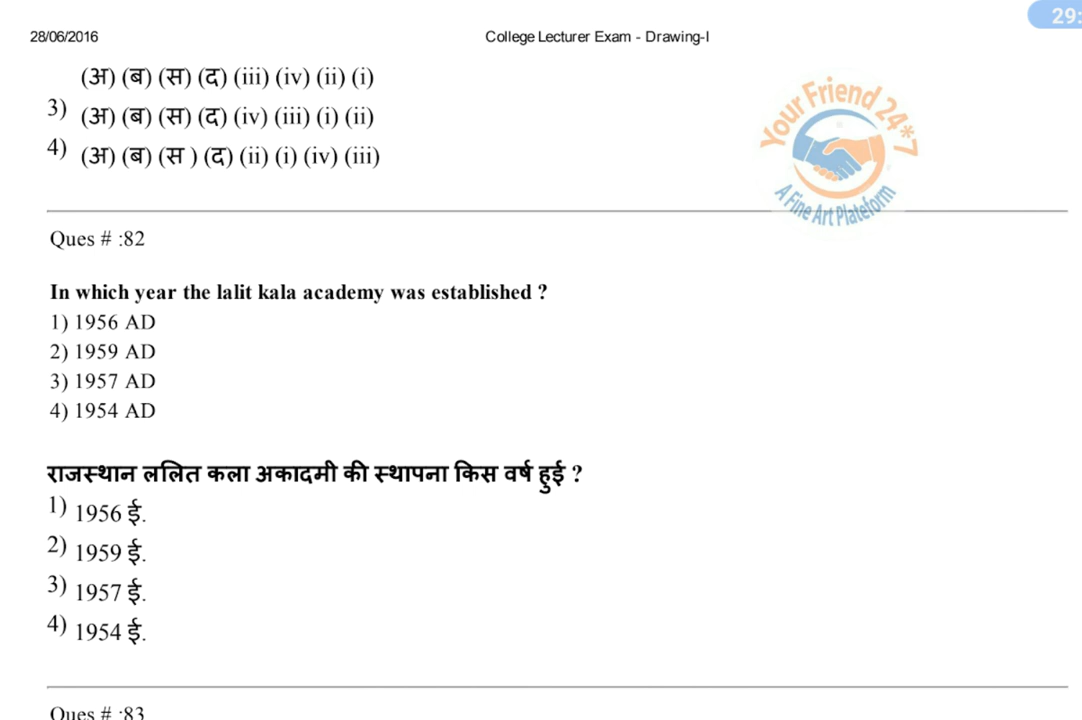 29:
28/06/2016 College Lecturer Exam - Drawing-I
(अ) (ब) (स) (द) (iii) (iv) (ii) (i)
3) (अ) (ब) (स) (द) (iv) (iii) (i) (ii)
4) (अ) (ब) (स ) (द) (ii) (i) (iv) (iii)
Your Friend 24*7
A Fine Art Plateform
Ques # :82
In which year the lalit kala academy was established ?
1) 1956 AD
2) 1959 AD
3) 1957 AD
4) 1954 AD
राजस्थान ललित कला अकादमी की स्थापना किस वर्ष हुई ?
1) 1956 ई.
2) 1959 ई.
3) 1957 ई.
4) 1954 ई.
Ques # :83